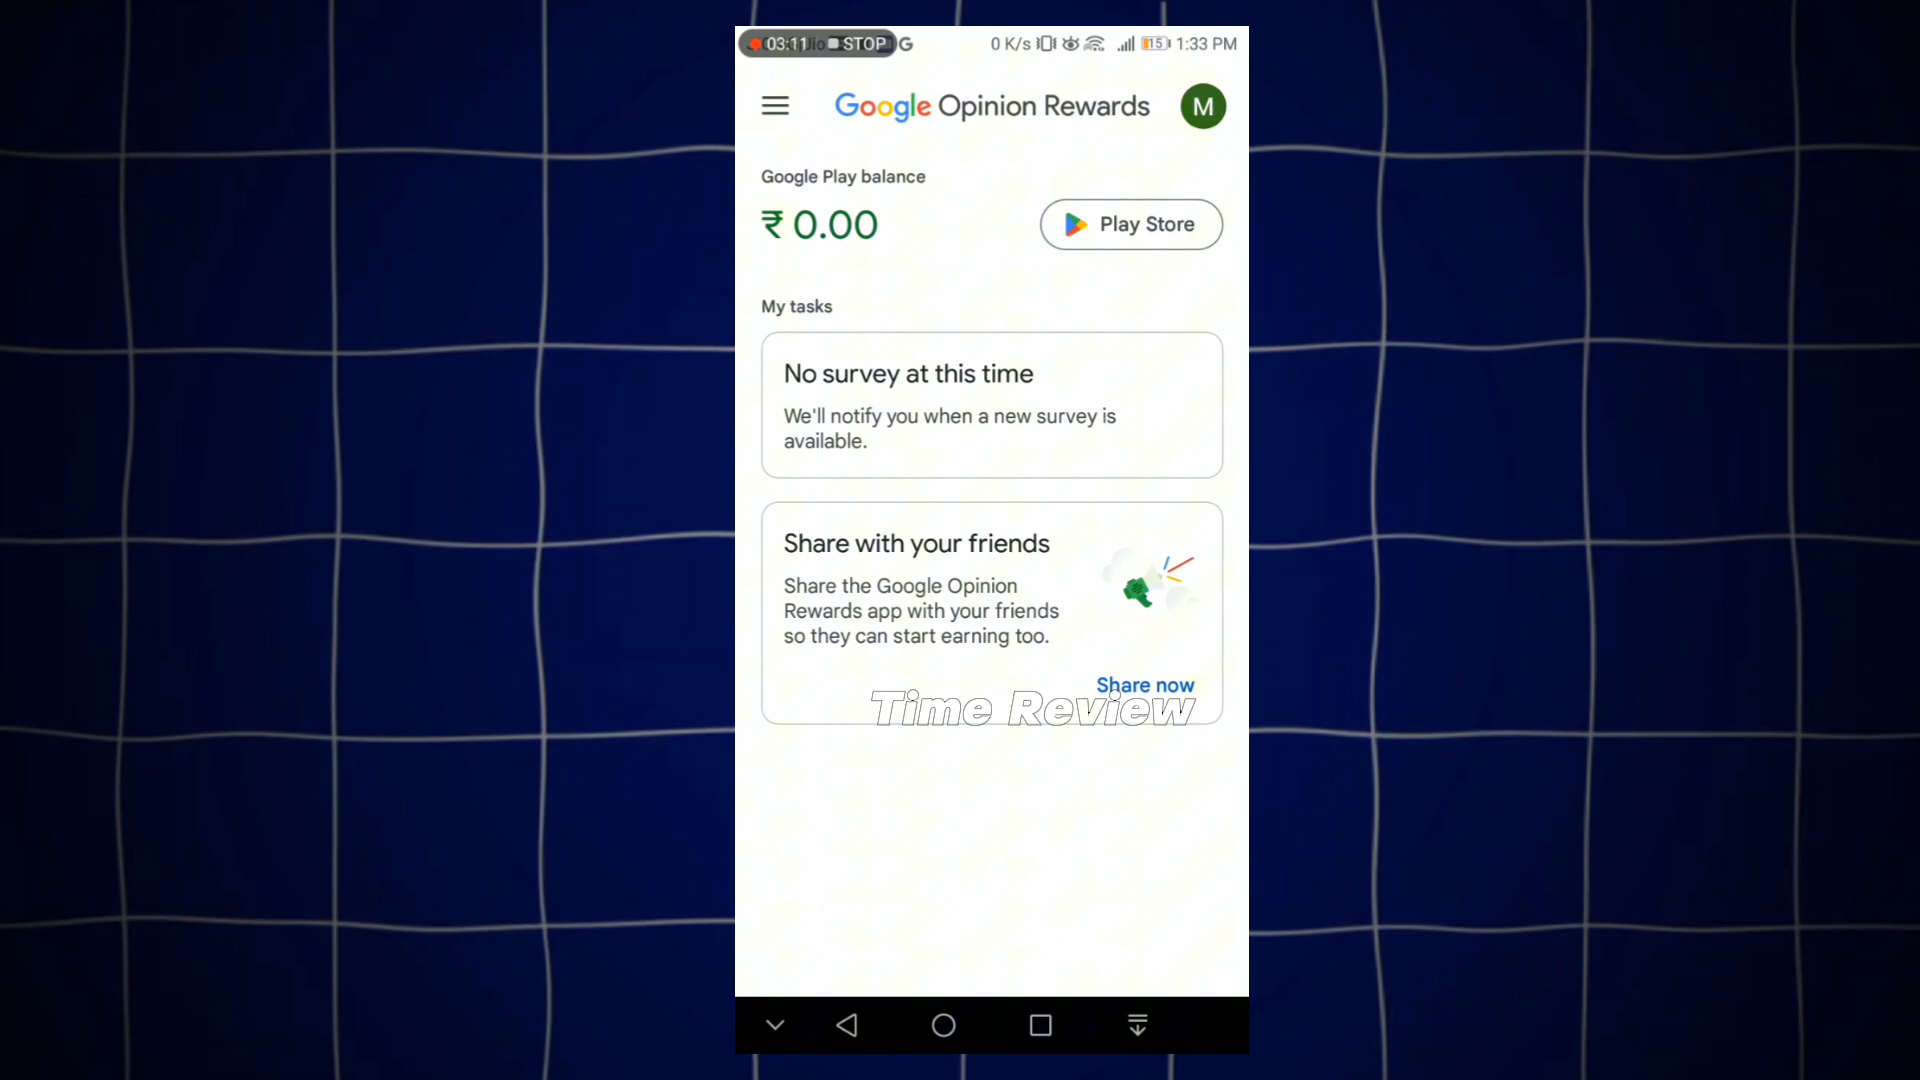 03:11 STOP 0 K/s 15 1:33 PM
Google Opinion Rewards M
Google Play balance
₹ 0.00 Play Store
My tasks
No survey at this time
We'll notify you when a new survey is
available.
Share with your friends
Share the Google Opinion
Rewards app with your friends
so they can start earning too.
Share now
Time Review